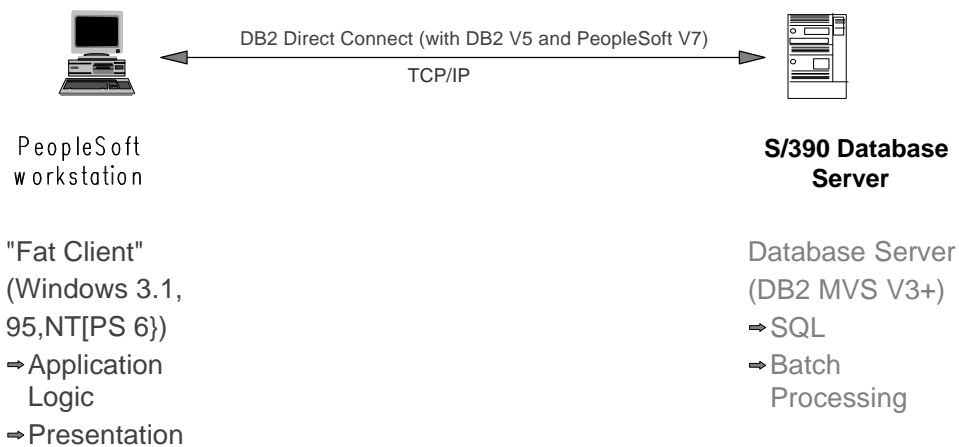 DB2 Direct Connect (with DB2 V5 and PeopleSoft V7)
TCP/IP
PeopleSoft
workstation
S/390 Database
Server
"Fat Client"
(Windows 3.1,
95,NT[PS 6})
⇒Application
Logic
⇒Presentation
Database Server
(DB2 MVS V3+)
⇒SQL
⇒Batch
Processing